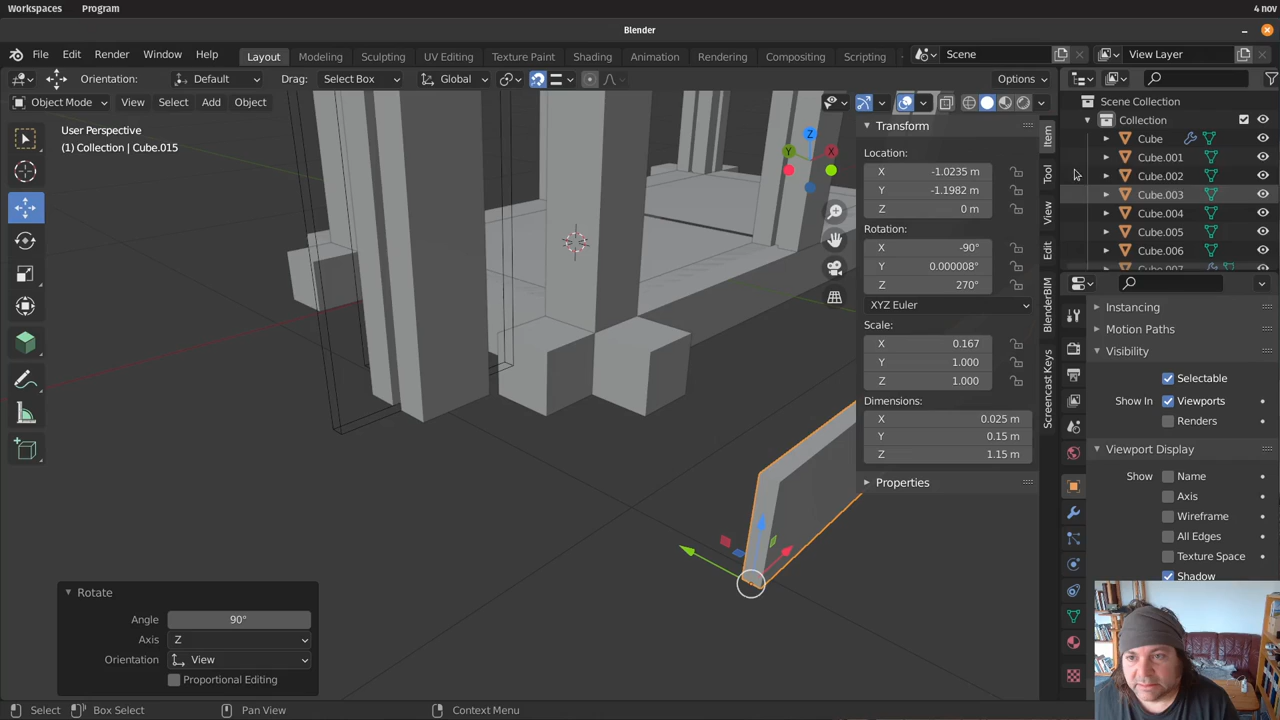 Workspaces Program 4 nov
Blender
File Edit Render Window Help Layout Modeling Sculpting UV Editing Texture Paint Shading Animation Rendering Compositing Scripting Scene View Layer
Orientation: Default Drag: Select Box Global Options
Object Mode View Select Add Object
User Perspective
(1) Collection | Cube.015
Z
Y X
Transform
Location:
X -1.0235 m
Y -1.1982 m
Z 0 m
Rotation:
X -90°
Y 0.000008°
Z 270°
XYZ Euler
Scale:
X 0.167
Y 1.000
Z 1.000
Dimensions:
X 0.025 m
Y 0.15 m
Z 1.15 m
Properties
Item
Tool
View
Edit
BlenderBIM
Screencast Keys
Scene Collection
Collection
Cube
Cube.001
Cube.002
Cube.003
Cube.004
Cube.005
Cube.006
Cube.007
Instancing
Motion Paths
Visibility
Selectable
Show In Viewports
Renders
Viewport Display
Show Name
Axis
Wireframe
All Edges
Texture Space
Shadow
Rotate
Angle 90°
Axis Z
Orientation View
Proportional Editing
Select Box Select Pan View Context Menu